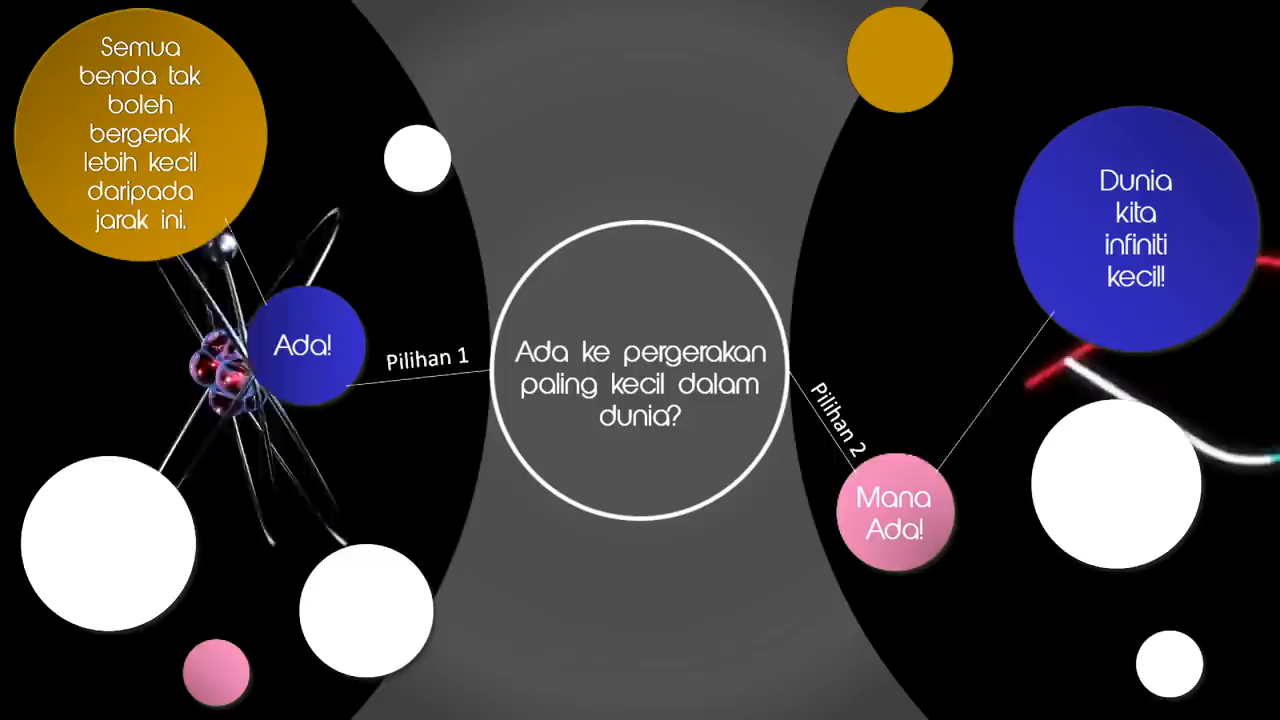 Semua
benda tak
boleh
bergerak
lebih kecil
daripada
jarak ini.
Ada!
Pilihan 1
Ada ke pergerakan
paling kecil dalam
dunia?
Pilihan 2
Mana
Ada!
Dunia
kita
infiniti
kecil!